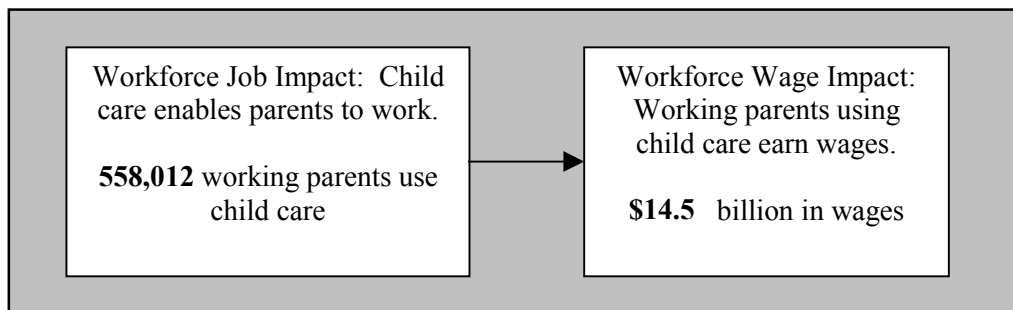 Workforce Job Impact: Child
care enables parents to work.
558,012 working parents use
child care
Workforce Wage Impact:
Working parents using
child care earn wages.
$14.5 billion in wages